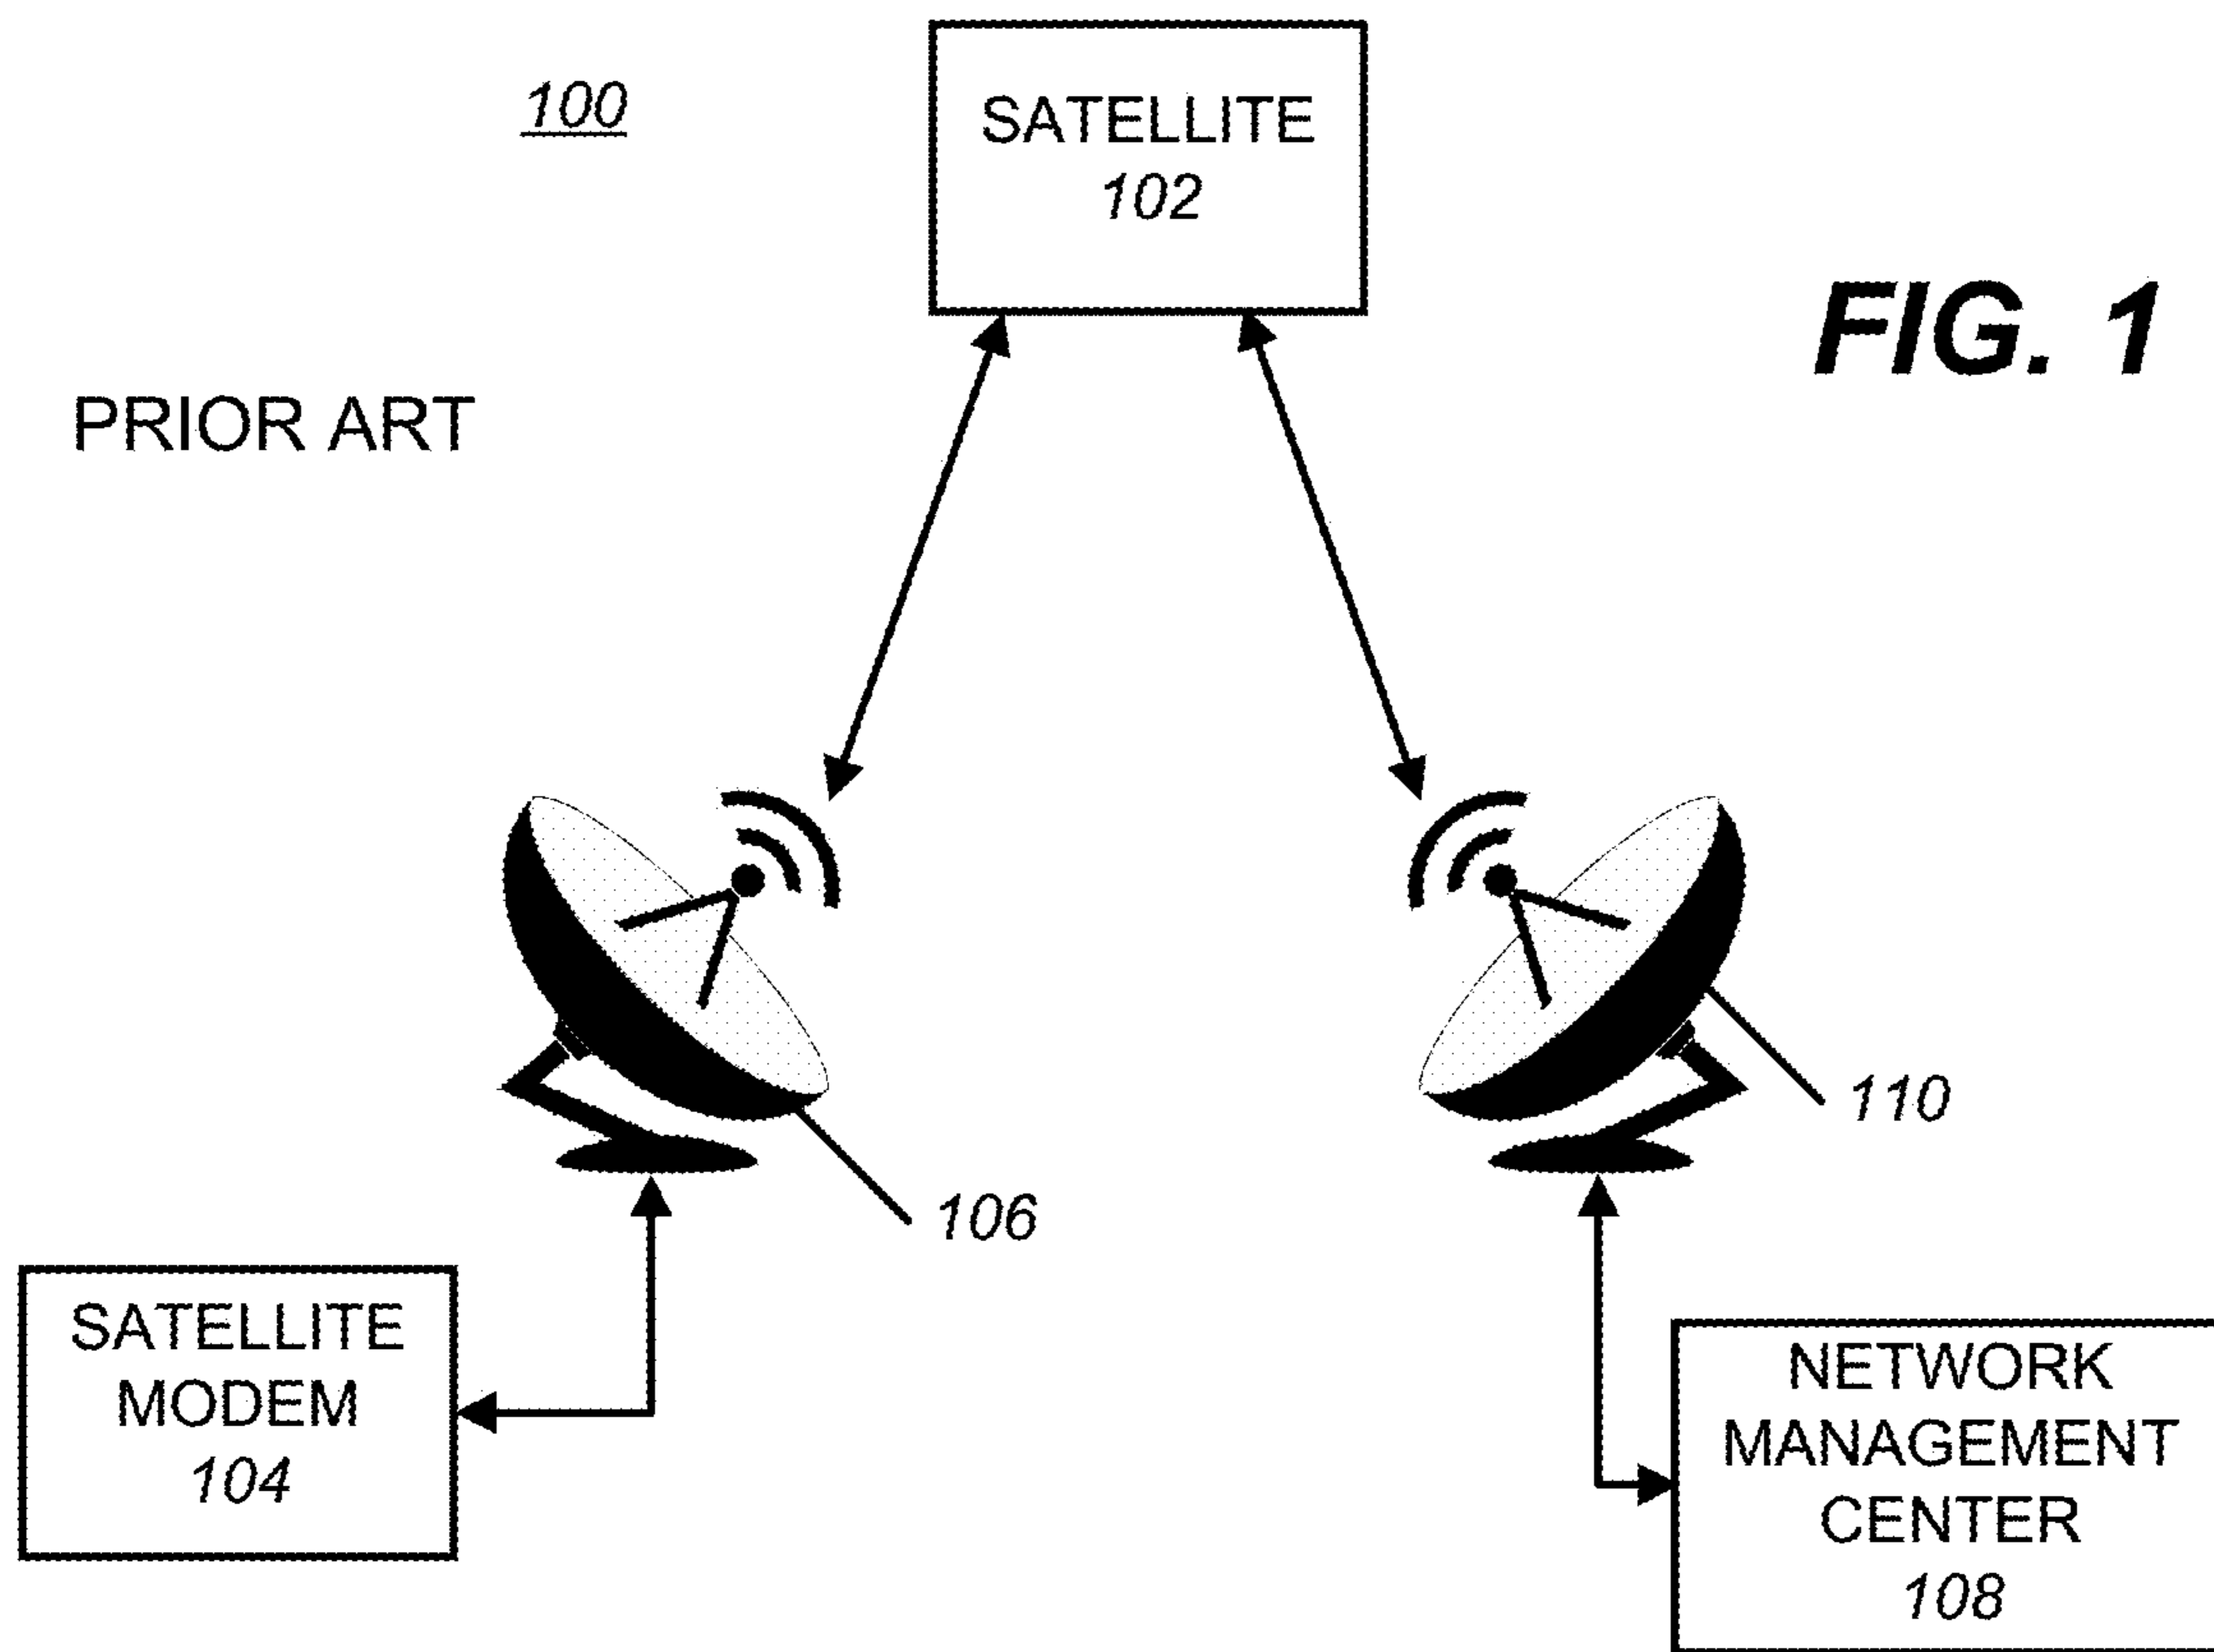 100
SATELLITE
102
FIG. 1
PRIOR ART
110
106
SATELLITE
MODEM
104
NETWORK
MANAGEMENT
CENTER
108